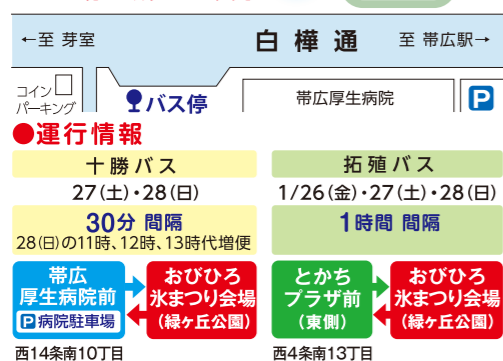 ←至 芽室
白樺通
至 帯広駅→
コイン
パーキング
バス停
帯広厚生病院
P
●運行情報
十勝バス
27(土)・28(日)
30分 間隔
28(日)の11時、12時、13時代増便
帯広
厚生病院前
P病院駐車場
おびひろ
氷まつり会場
(緑ヶ丘公園)
西14条南10丁目
拓殖バス
1/26(金)・27(土)・28(日)
1時間 間隔
とかち
プラザ前
(東側)
おびひろ
氷まつり会場
(緑ヶ丘公園)
西4条南13丁目